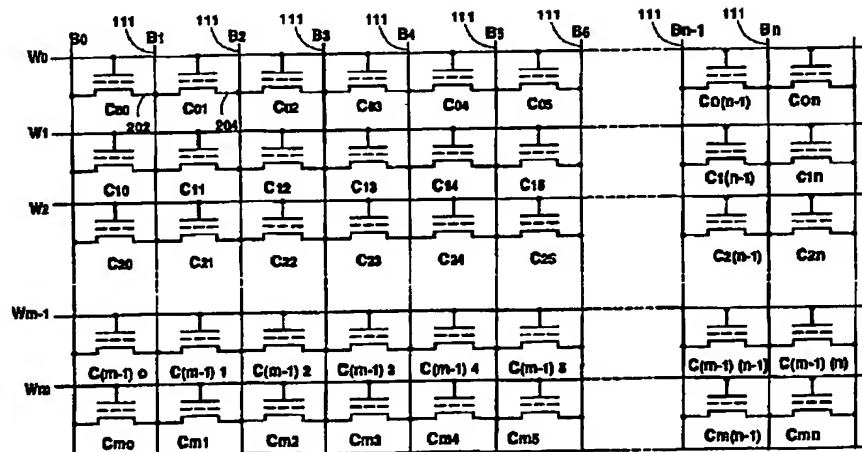 111 111 111 111 111 111 111 111
B0 B1 B2 B3 B4 B5 B6 Bn-1 Bn
W0
C00 C01 C02 C03 C04 C05 C0(n-1) C0n
202 204
W1
C10 C11 C12 C13 C14 C15 C1(n-1) C1n
W2
C20 C21 C22 C23 C24 C25 C2(n-1) C2n
Wm-1
C(m-1) 0 C(m-1) 1 C(m-1) 2 C(m-1) 3 C(m-1) 4 C(m-1) 5 C(m-1) (n-1) C(m-1) (n)
Wm
Cm0 Cm1 Cm2 Cm3 Cm4 Cm5 Cm(n-1) Cmn